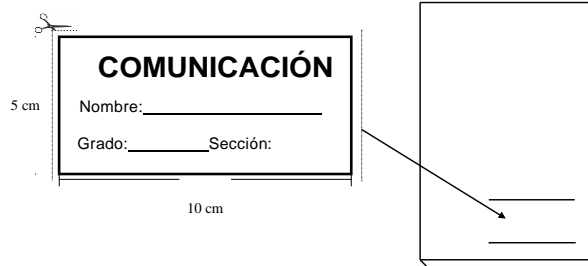 COMUNICACIÓN
5 cm
Nombre:
Grado: Sección:
10 cm